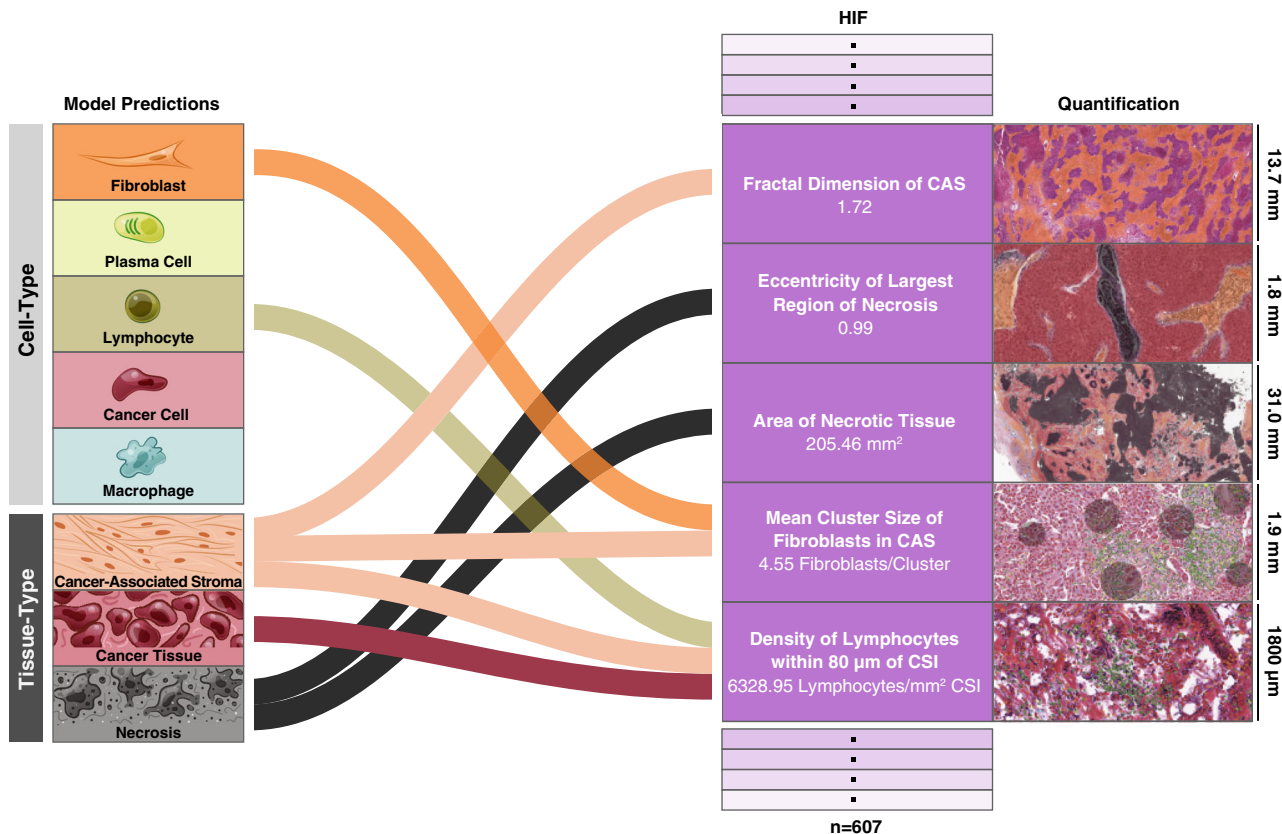 HIF
Model Predictions
Quantification
Cell-Type
Fibroblast
Plasma Cell
Lymphocyte
Cancer Cell
Macrophage
Tissue-Type
Cancer-Associated Stroma
Cancer Tissue
Necrosis
Fractal Dimension of CAS
1.72
13.7 mm
Eccentricity of Largest
Region of Necrosis
0.99
1.8 mm
Area of Necrotic Tissue
205.46 mm²
31.0 mm
Mean Cluster Size of
Fibroblasts in CAS
4.55 Fibroblasts/Cluster
1.9 mm
Density of Lymphocytes
within 80 µm of CSI
6328.95 Lymphocytes/mm² CSI
1800 µm
n=607